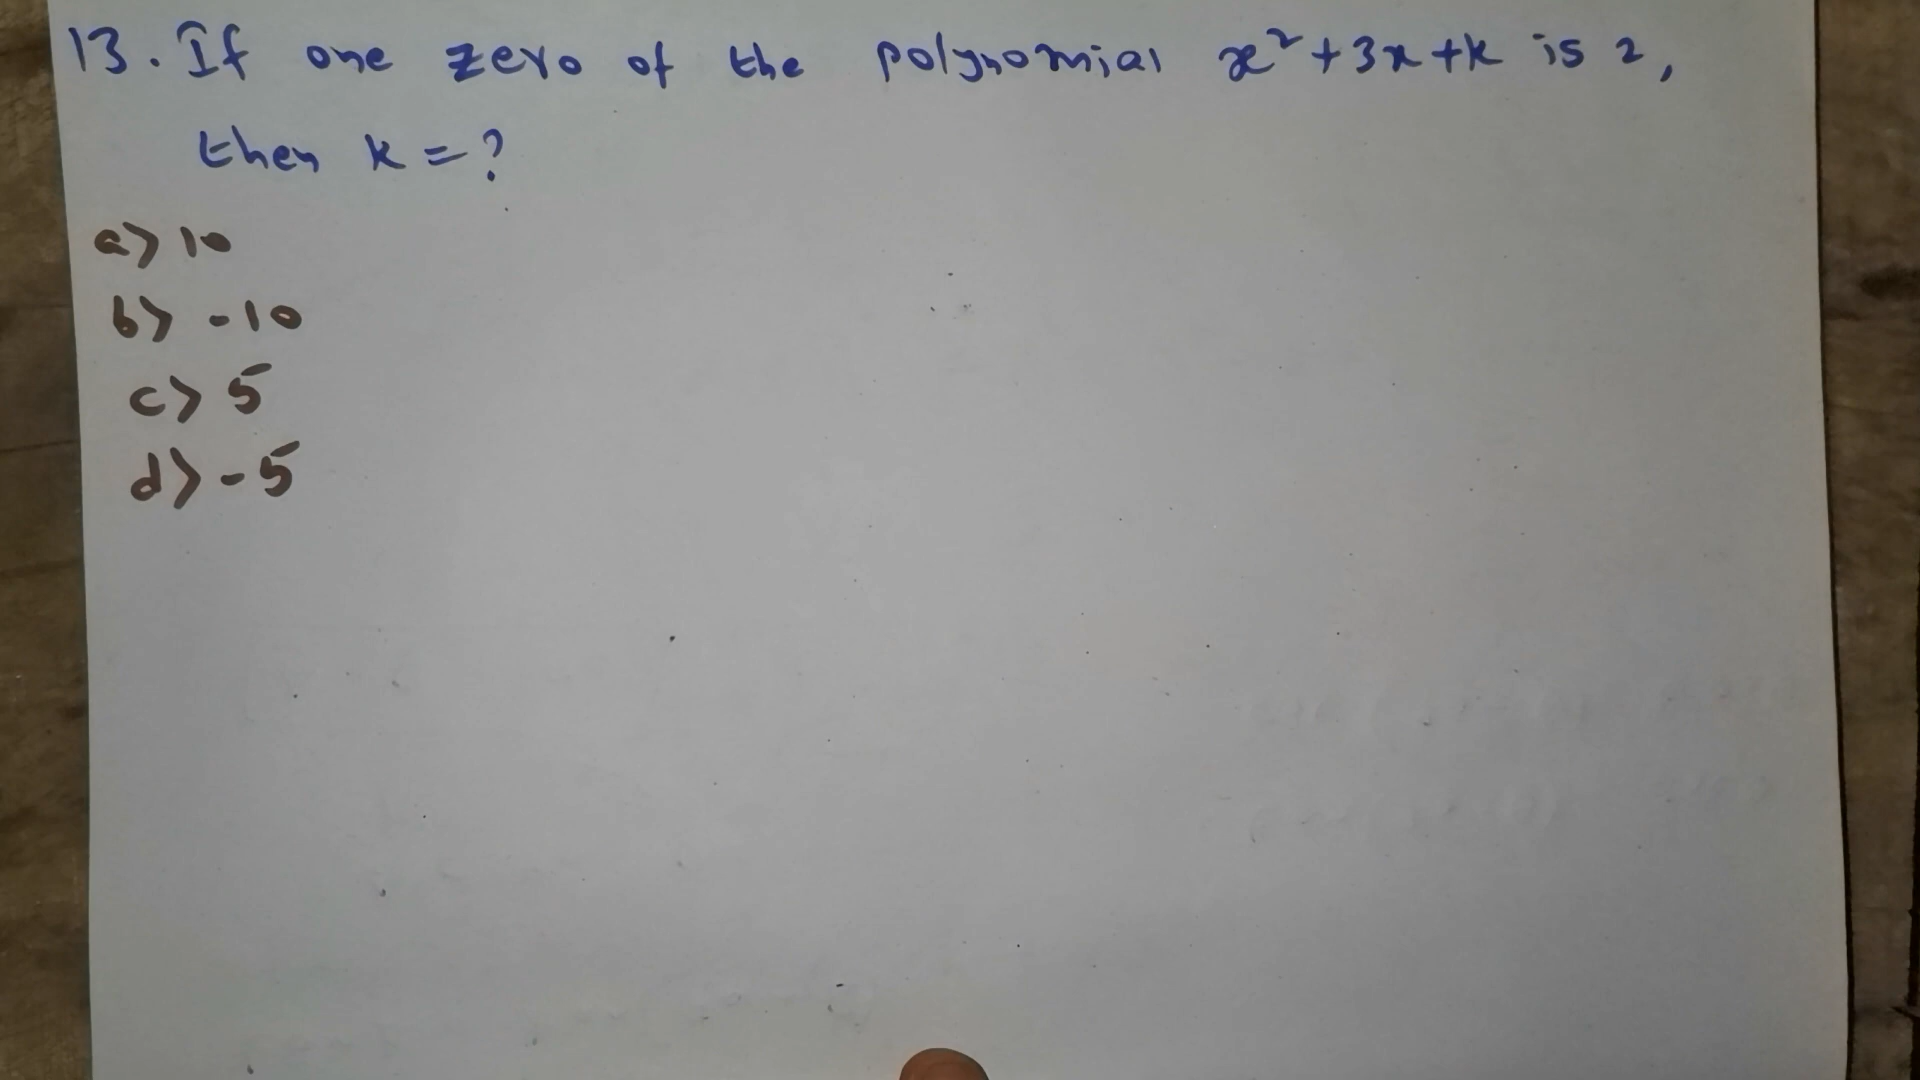 13. If one zero of the polynomial x² + 3x + k is 2,
then k = ?
a> 10
b> -10
c> 5
d> -5